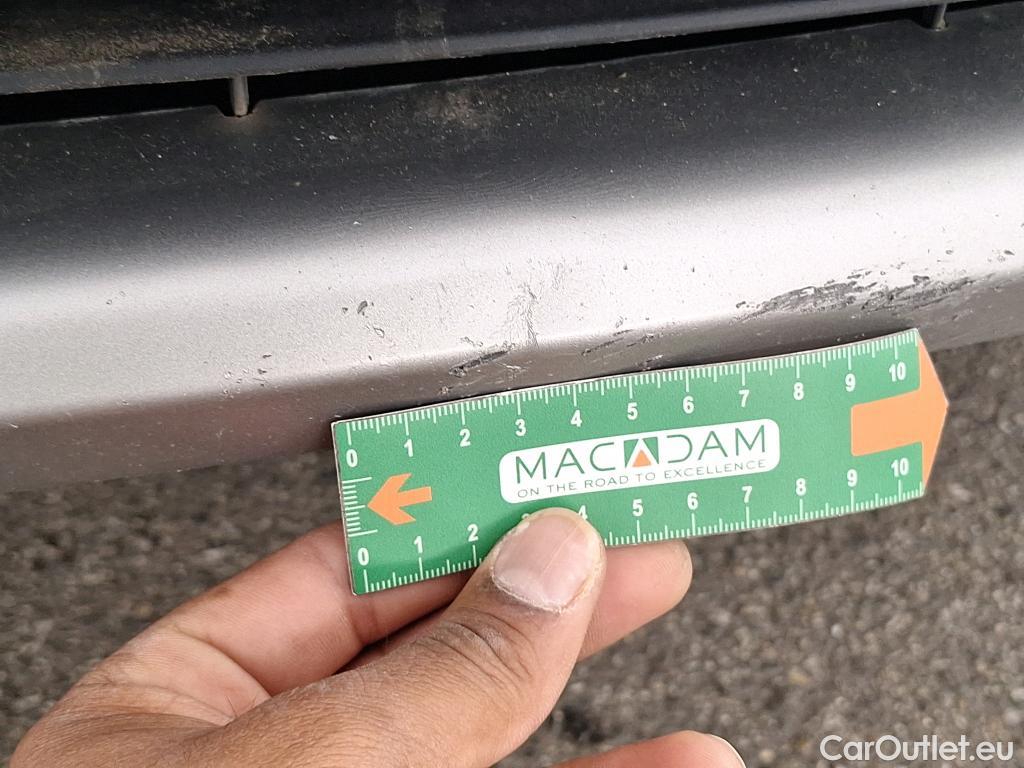 0 1 2 3 4 5 6 7 8 9 10
MACADAM
ON THE ROAD TO EXCELLENCE
0 1 2 3 4 5 6 7 8 9 10
CarOutlet.eu